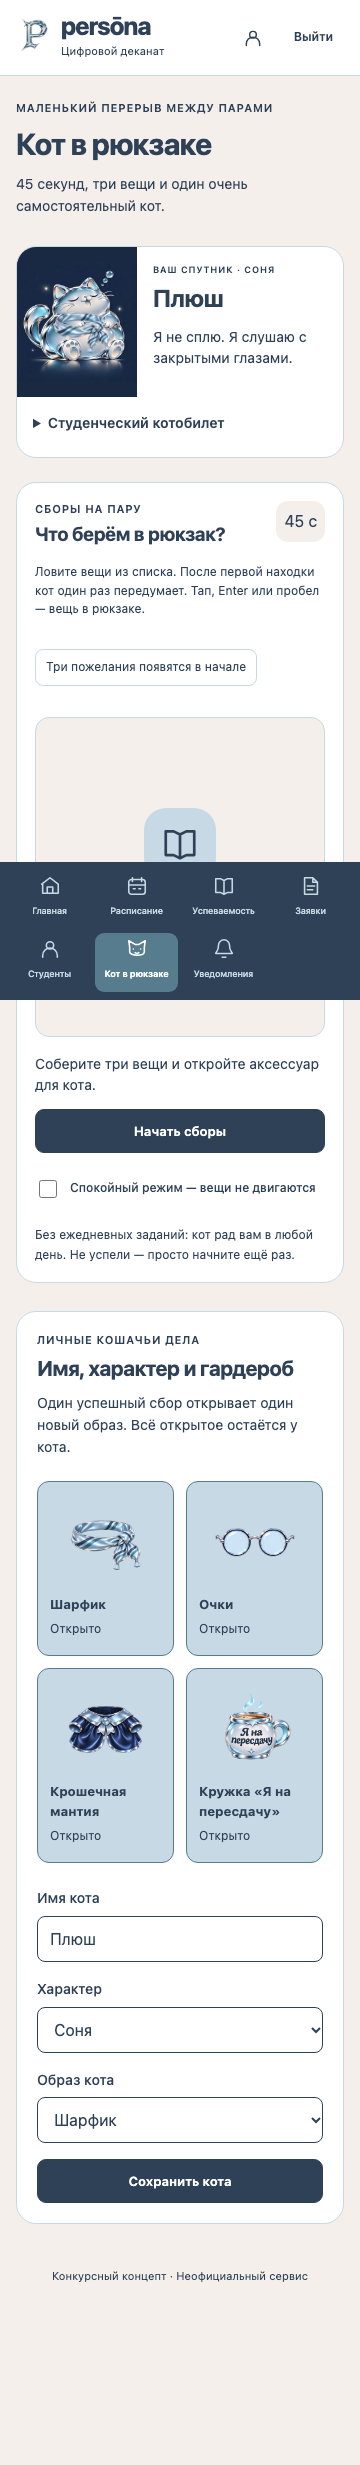 persōna
Цифровой деканат
Выйти
МАЛЕНЬКИЙ ПЕРЕРЫВ МЕЖДУ ПАРАМИ
Кот в рюкзаке
45 секунд, три вещи и один очень
самостоятельный кот.
ВАШ СПУТНИК · СОНЯ
Плюш
Я не сплю. Я слушаю с
закрытыми глазами.
Студенческий котобилет
СБОРЫ НА ПАРУ
Что берём в рюкзак?
45 с
Ловите вещи из списка. После первой находки
кот один раз передумает. Тап, Enter или пробел
— вещь в рюкзаке.
Три пожелания появятся в начале
Главная
Расписание
Успеваемость
Заявки
Студенты
Кот в рюкзаке
Уведомления
Соберите три вещи и откройте аксессуар
для кота.
Начать сборы
Спокойный режим — вещи не двигаются
Без ежедневных заданий: кот рад вам в любой
день. Не успели — просто начните ещё раз.
ЛИЧНЫЕ КОШАЧЬИ ДЕЛА
Имя, характер и гардероб
Один успешный сбор открывает один
новый образ. Всё открытое остаётся у
кота.
Шарфик
Открыто
Очки
Открыто
Я на
пересдачу
Крошечная
мантия
Открыто
Кружка «Я на
пересдачу»
Открыто
Имя кота
Плюш
Характер
Соня
Образ кота
Шарфик
Сохранить кота
Конкурсный концепт · Неофициальный сервис